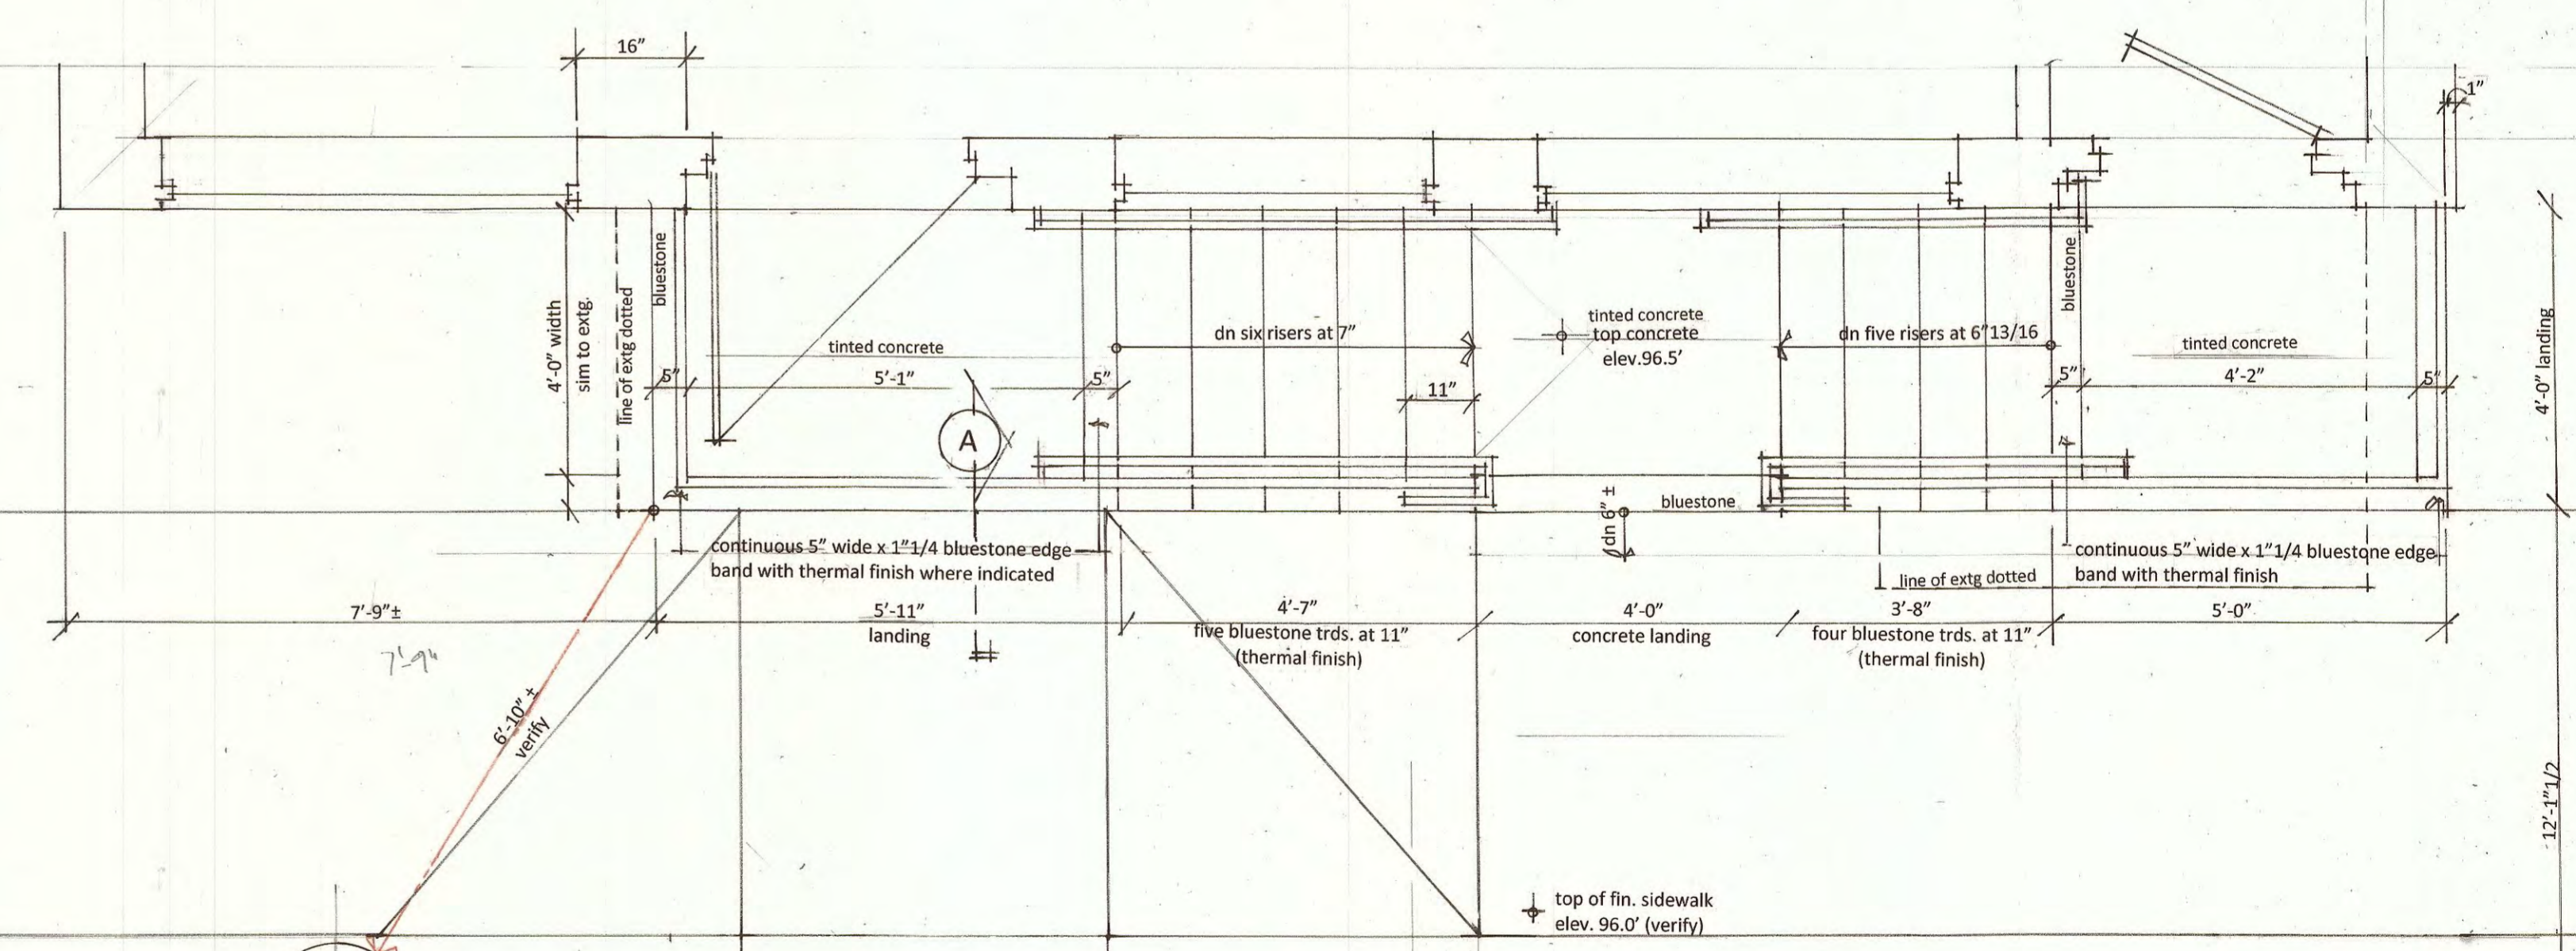 16”
1”
4’-0” width
sim to extg.
line of extg dotted
bluestone
5”
tinted concrete
5’-1”
A
5”
dn six risers at 7”
11”
tinted concrete
top concrete
elev.96.5’
dn five risers at 6”13/16
bluestone
5”
tinted concrete
4’-2”
5”
4’-0” landing
dn 6” ±
bluestone
continuous 5” wide x 1”1/4 bluestone edge
band with thermal finish where indicated
line of extg dotted
continuous 5” wide x 1”1/4 bluestone edge
band with thermal finish
7’-9”±
7'-9"
5’-11”
landing
4’-7”
five bluestone trds. at 11”
(thermal finish)
4’-0”
concrete landing
3’-8”
four bluestone trds. at 11”
(thermal finish)
5’-0”
6’-10” ±
verify
12’-1”1/2
top of fin. sidewalk
elev. 96.0’ (verify)